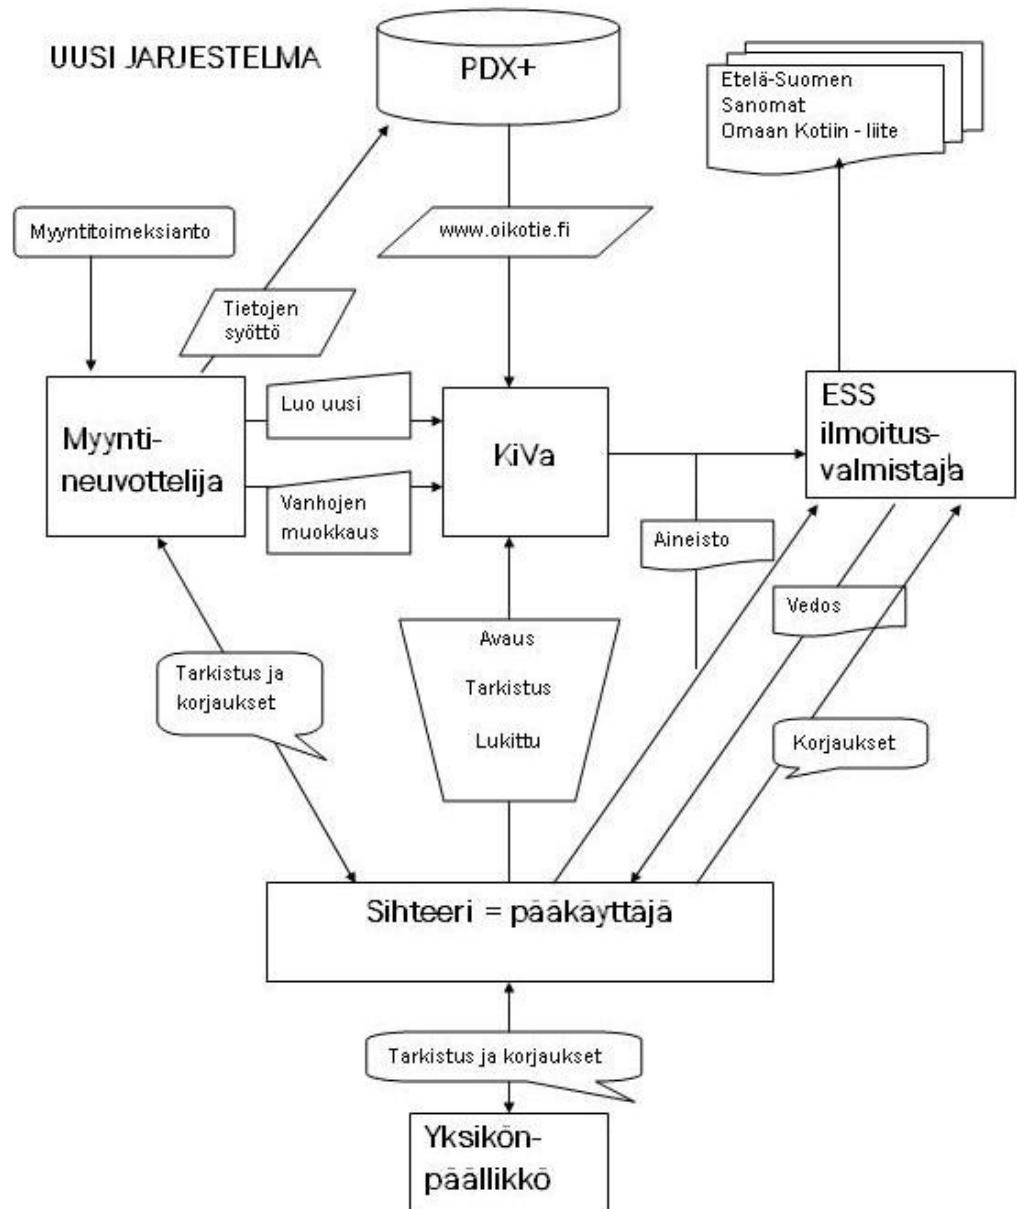 UUSI JARJESTELMA
PDX+
Etelä-Suomen
Sanomat
Omaan Kotiin - liite
Myyntitoimeksianto
www.oikotie.fi
Tietojen
syöttö
Myynti-
neuvottelija
Luo uusi
Vanhojen
muokkaus
KiVa
ESS
ilmoitus-
valmistaja
Aineisto
Vedos
Avaus
Tarkistus
Lukittu
Tarkistus ja
korjaukset
Korjaukset
Sihteeri = pääkäyttäjä
Tarkistus ja korjaukset
Yksikön-
päällikkö